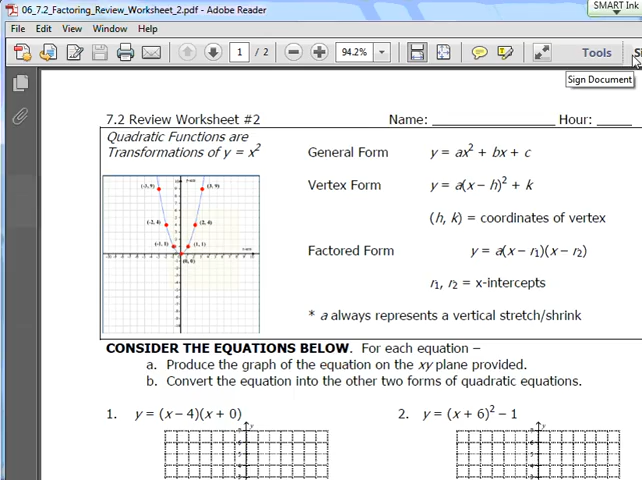 06_7.2_Factoring_Review_Worksheet_2.pdf - Adobe Reader
SMART Ink
File Edit View Window Help
1 / 2 94.2% Tools
Sign Document
7.2 Review Worksheet #2 Name: ____________ Hour: _____
Quadratic Functions are
Transformations of y = x²
General Form y = ax² + bx + c
Vertex Form y = a(x – h)² + k
(h, k) = coordinates of vertex
Factored Form y = a(x – r₁)(x – r₂)
r₁, r₂ = x-intercepts
* a always represents a vertical stretch/shrink
(-3, 9) (3, 9)
(-2, 4) (2, 4)
(-1, 1) (1, 1)
(0, 0)
CONSIDER THE EQUATIONS BELOW. For each equation –
a. Produce the graph of the equation on the xy plane provided.
b. Convert the equation into the other two forms of quadratic equations.
1. y = (x – 4)(x + 0) 2. y = (x + 6)² – 1